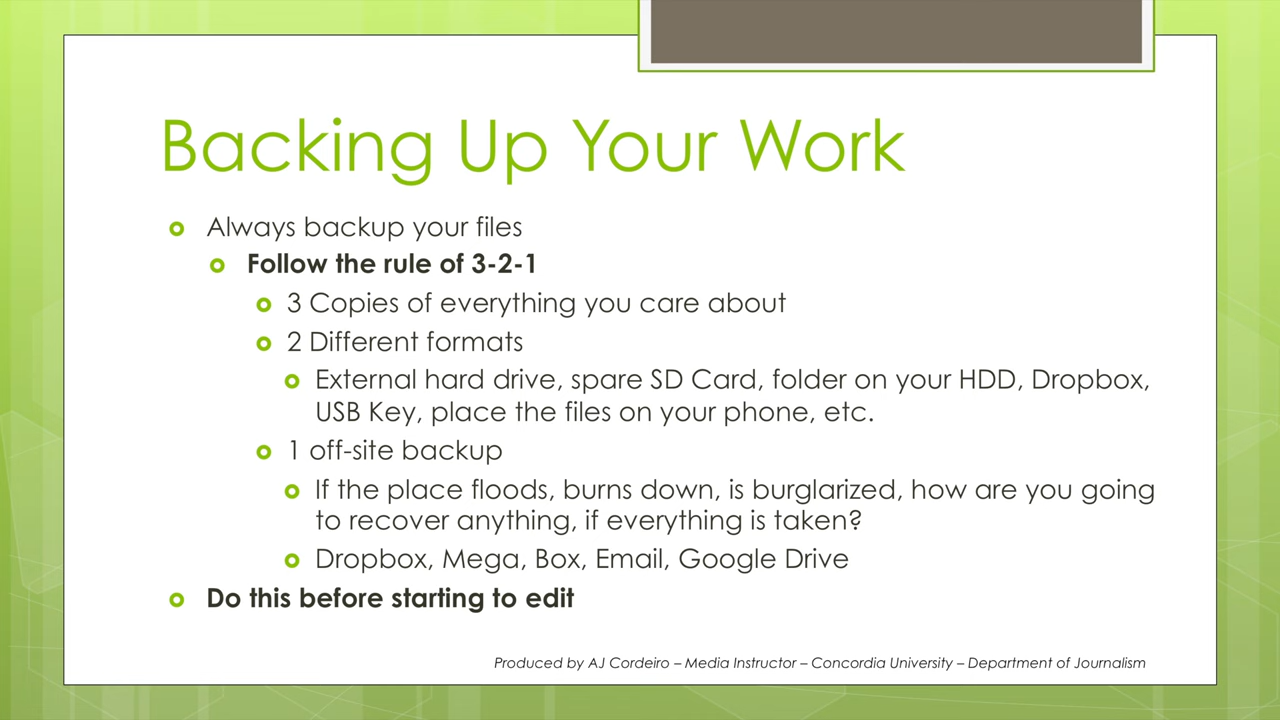 Backing Up Your Work
Always backup your files
Follow the rule of 3-2-1
3 Copies of everything you care about
2 Different formats
External hard drive, spare SD Card, folder on your HDD, Dropbox,
USB Key, place the files on your phone, etc.
1 off-site backup
If the place floods, burns down, is burglarized, how are you going
to recover anything, if everything is taken?
Dropbox, Mega, Box, Email, Google Drive
Do this before starting to edit
Produced by AJ Cordeiro – Media Instructor – Concordia University – Department of Journalism